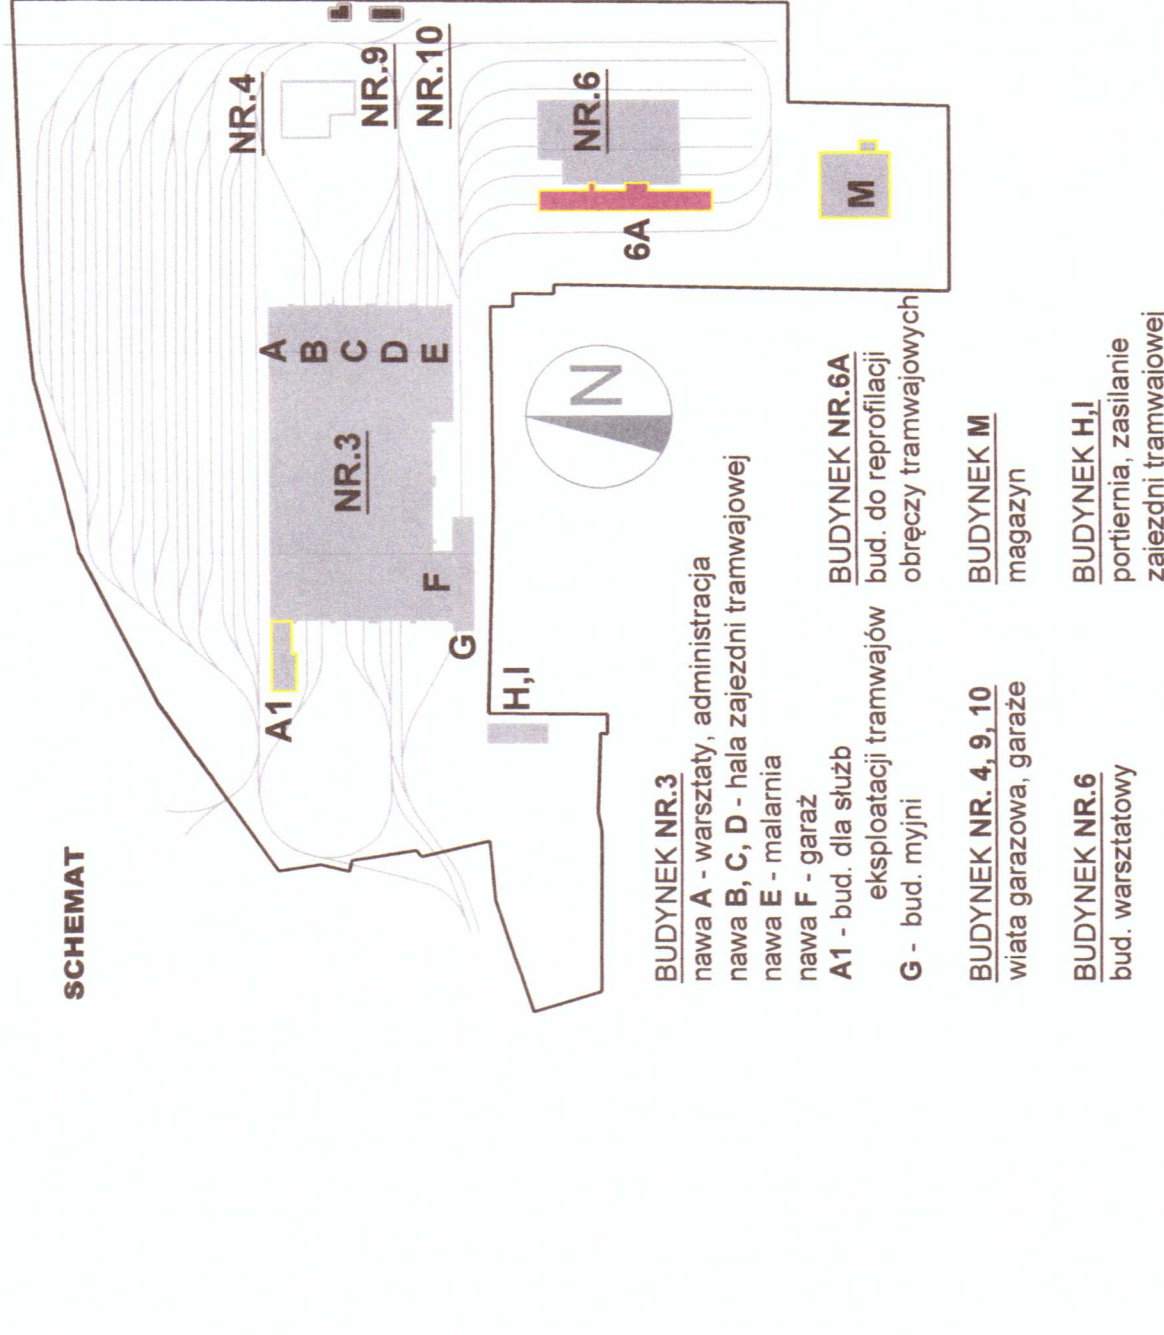 SCHEMAT
NR.4
A1
A
B
NR.3
C
NR.9
D
NR.10
F
E
G
H,I
N
NR.6
6A
M
BUDYNEK NR.3
nawa A - warsztaty, administracja
nawa B, C, D - hala zajezdni tramwajowej
nawa E - malarnia
nawa F - garaż
A1 - bud. dla służb
eksploatacji tramwajów
G - bud. myjni
BUDYNEK NR. 4, 9, 10
wiata garazowa, garaże
BUDYNEK NR.6
bud. warsztatowy
BUDYNEK NR.6A
bud. do reprofilacji
obręczy tramwajowych
BUDYNEK M
magazyn
BUDYNEK H,I
portiernia, zasilanie
zajezdni tramwajowej